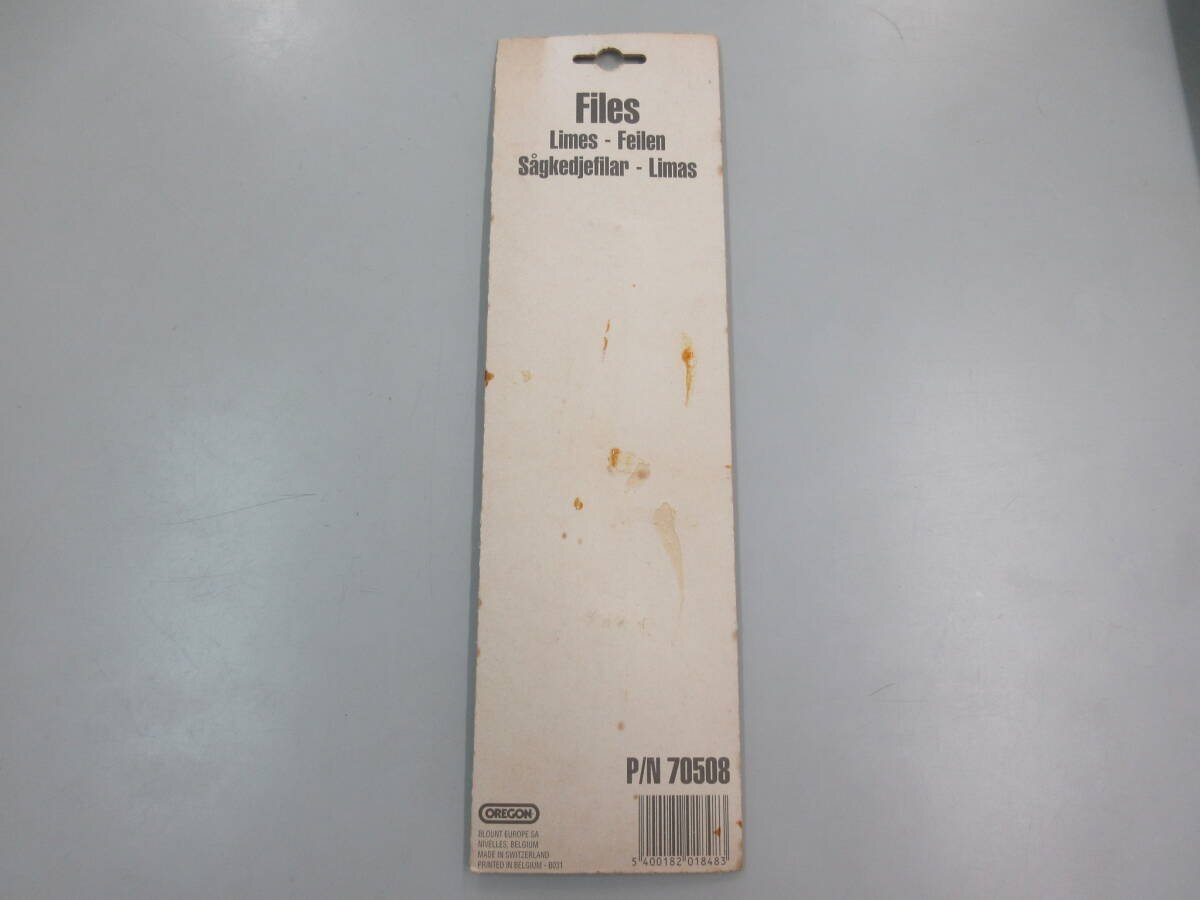 Files
Limes - Feilen
Sågkedjefilar - Limas
P/N 70508
OREGON
BLOUNT EUROPE SA
NIVELLES, BELGIUM
MADE IN SWITZERLAND
PRINTED IN BELGIUM - B031
5 400182 018483